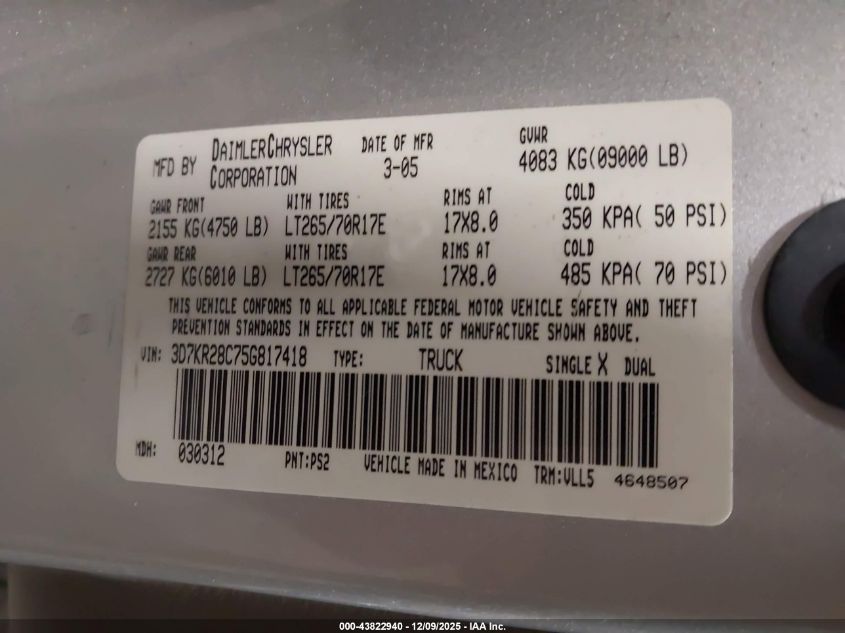 MFD BY DAIMLERCHRYSLER CORPORATION DATE OF MFR 3-05 GVWR 4083 KG(09000 LB)
GAWR FRONT WITH TIRES RIMS AT COLD
2155 KG(4750 LB) LT265/70R17E 17X8.0 350 KPA( 50 PSI)
GAWR REAR WITH TIRES RIMS AT COLD
2727 KG(6010 LB) LT265/70R17E 17X8.0 485 KPA( 70 PSI)
THIS VEHICLE CONFORMS TO ALL APPLICABLE FEDERAL MOTOR VEHICLE SAFETY AND THEFT
PREVENTION STANDARDS IN EFFECT ON THE DATE OF MANUFACTURE SHOWN ABOVE.
VIN: 3D7KR28C75G817418 TYPE: TRUCK SINGLE X DUAL
MDH: 030312 PNT:PS2 VEHICLE MADE IN MEXICO TRM:VLL5 4648507
000-43822940 - 12/09/2025 - IAA Inc.